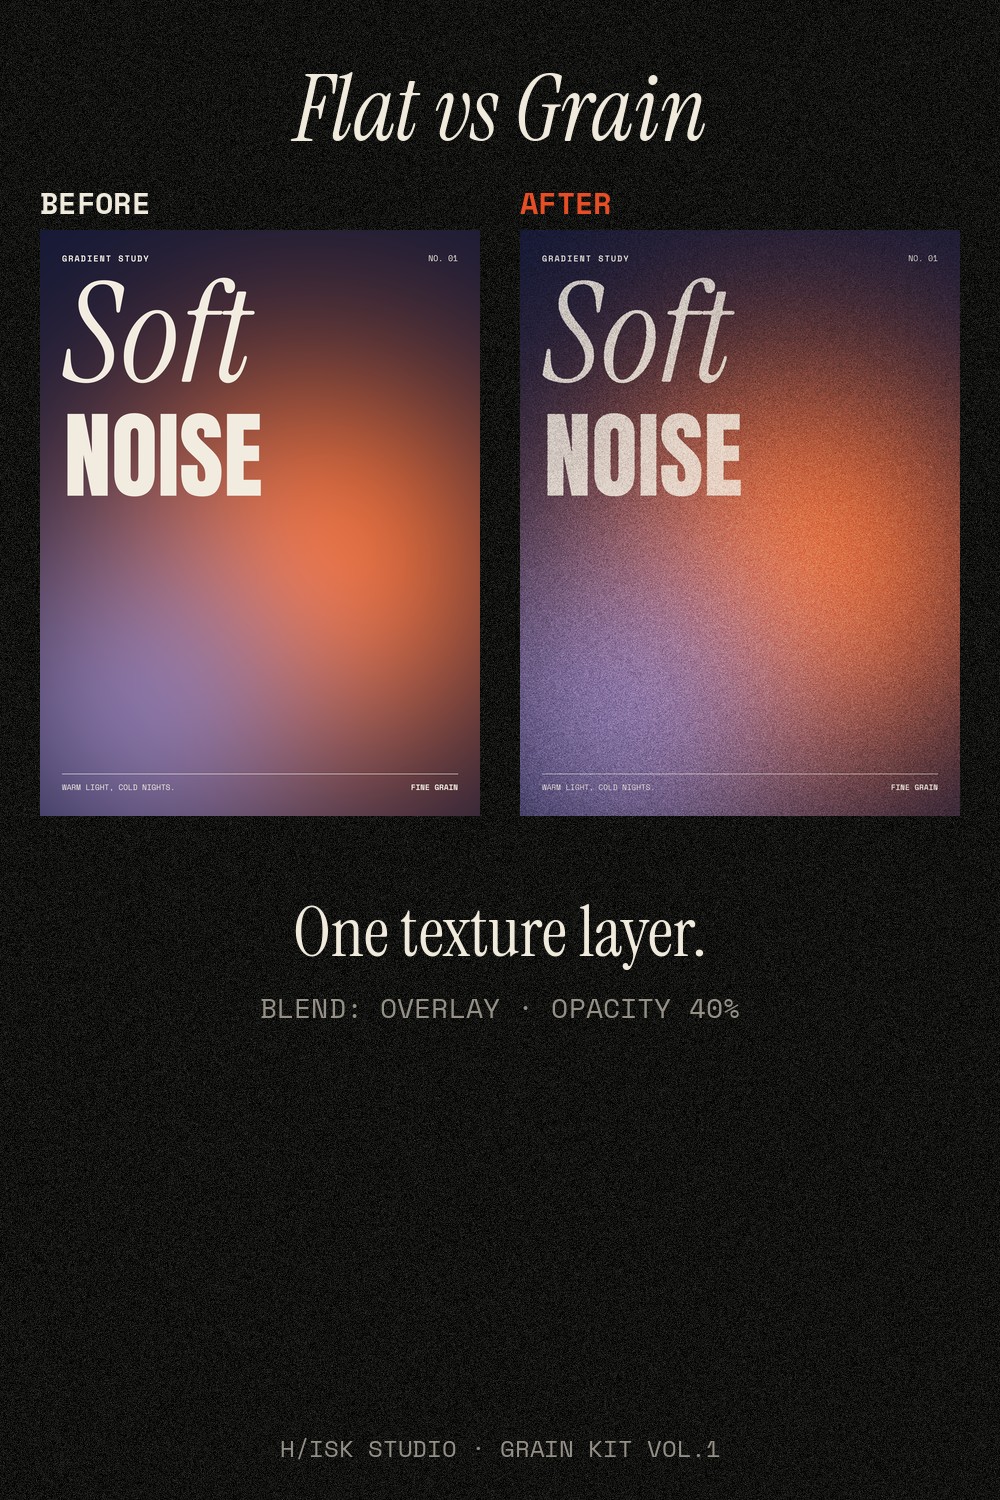 Flat vs Grain
BEFORE
GRADIENT STUDY
NO. 01
Soft
NOISE
WARM LIGHT, COLD NIGHTS.
FINE GRAIN
AFTER
GRADIENT STUDY
NO. 01
Soft
NOISE
WARM LIGHT, COLD NIGHTS.
FINE GRAIN
One texture layer.
BLEND: OVERLAY · OPACITY 40%
H/ISK STUDIO · GRAIN KIT VOL.1